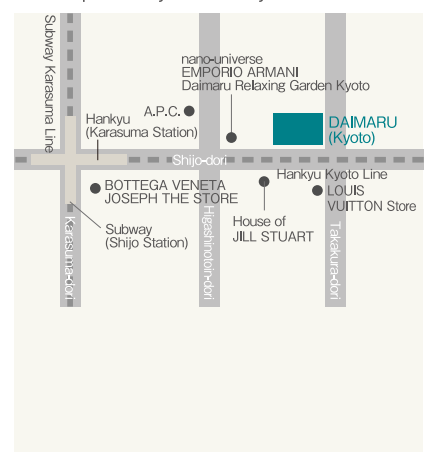 Subway Karasuma Line
nano-universe
EMPORIO ARMANI
Daimaru Relaxing Garden Kyoto
A.P.C.
Hankyu
(Karasuma Station)
DAIMARU
(Kyoto)
Shijo-dori
Hankyu Kyoto Line
BOTTEGA VENETA
JOSEPH THE STORE
LOUIS
VUITTON Store
House of
JILL STUART
Subway
(Shijo Station)
Karasuma-dori
Higashinotoin-dori
Takakura-dori